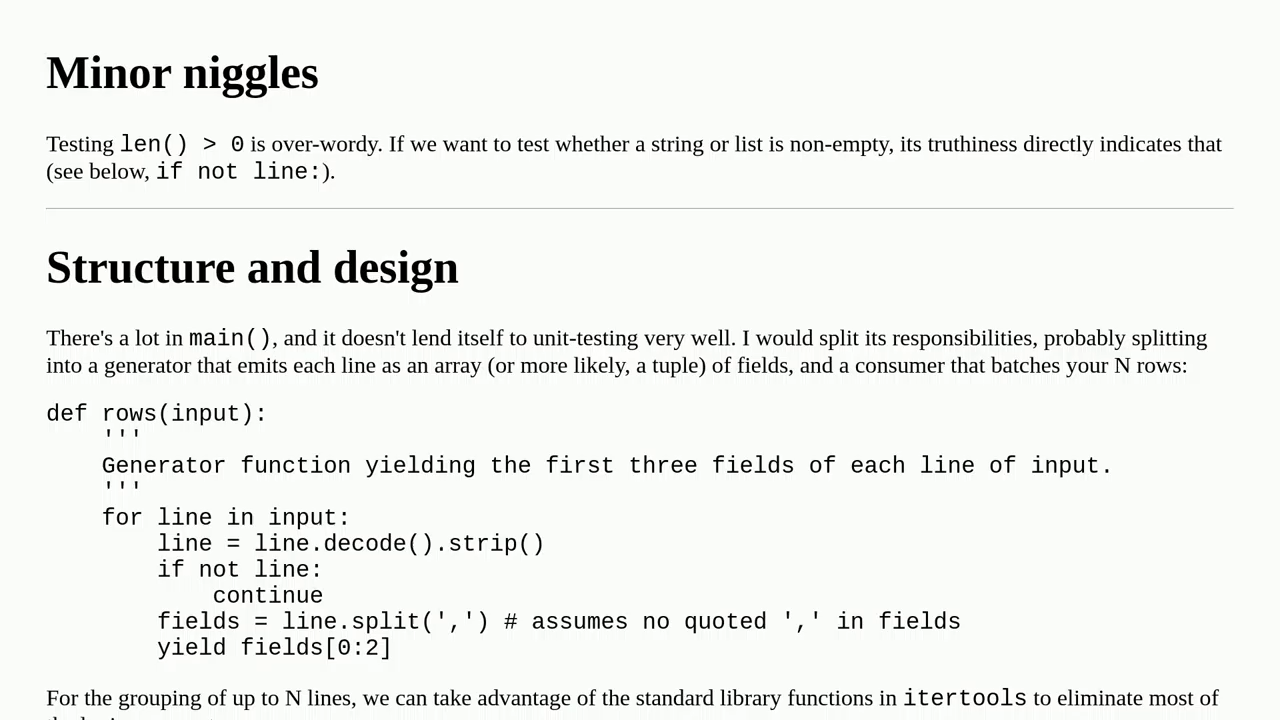 Minor niggles
Testing len() > 0 is over-wordy. If we want to test whether a string or list is non-empty, its truthiness directly indicates that
(see below, if not line:).
Structure and design
There's a lot in main(), and it doesn't lend itself to unit-testing very well. I would split its responsibilities, probably splitting
into a generator that emits each line as an array (or more likely, a tuple) of fields, and a consumer that batches your N rows:
def rows(input):
    '''
    Generator function yielding the first three fields of each line of input.
    '''
    for line in input:
        line = line.decode().strip()
        if not line:
            continue
        fields = line.split(',') # assumes no quoted ',' in fields
        yield fields[0:2]
For the grouping of up to N lines, we can take advantage of the standard library functions in itertools to eliminate most of